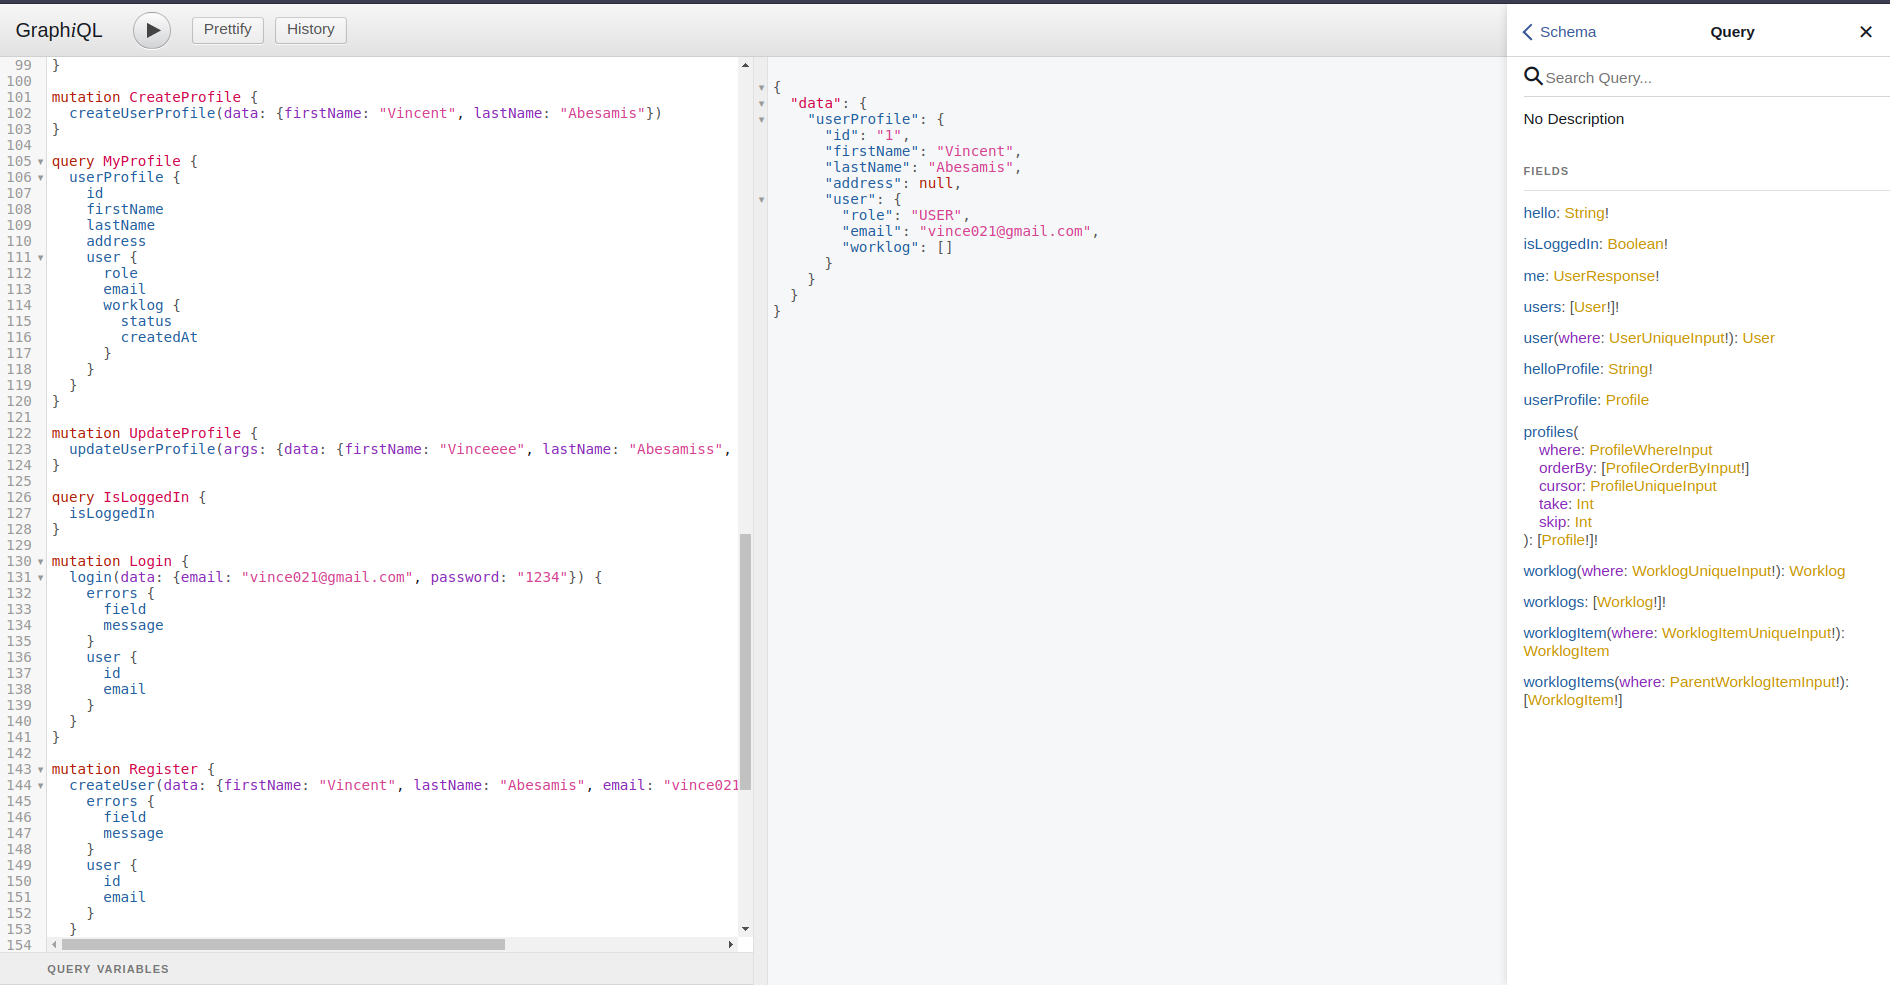 GraphiQL
Prettify
History
99 }
100
101 mutation CreateProfile {
102   createUserProfile(data: {firstName: "Vincent", lastName: "Abesamis"})
103 }
104
105 query MyProfile {
106   userProfile {
107     id
108     firstName
109     lastName
110     address
111     user {
112       role
113       email
114       worklog {
115         status
116         createdAt
117       }
118     }
119   }
120 }
121
122 mutation UpdateProfile {
123   updateUserProfile(args: {data: {firstName: "Vinceeee", lastName: "Abesamiss",
124 }
125
126 query IsLoggedIn {
127   isLoggedIn
128 }
129
130 mutation Login {
131   login(data: {email: "vince021@gmail.com", password: "1234"}) {
132     errors {
133       field
134       message
135     }
136     user {
137       id
138       email
139     }
140   }
141 }
142
143 mutation Register {
144   createUser(data: {firstName: "Vincent", lastName: "Abesamis", email: "vince021
145     errors {
146       field
147       message
148     }
149     user {
150       id
151       email
152     }
153   }
154
QUERY VARIABLES
{
  "data": {
    "userProfile": {
      "id": "1",
      "firstName": "Vincent",
      "lastName": "Abesamis",
      "address": null,
      "user": {
        "role": "USER",
        "email": "vince021@gmail.com",
        "worklog": []
      }
    }
  }
}
Schema
Query
Search Query...
No Description
FIELDS
hello: String!
isLoggedIn: Boolean!
me: UserResponse!
users: [User!]!
user(where: UserUniqueInput!): User
helloProfile: String!
userProfile: Profile
profiles(
where: ProfileWhereInput
orderBy: [ProfileOrderByInput!]
cursor: ProfileUniqueInput
take: Int
skip: Int
): [Profile!]!
worklog(where: WorklogUniqueInput!): Worklog
worklogs: [Worklog!]!
worklogItem(where: WorklogItemUniqueInput!):
WorklogItem
worklogItems(where: ParentWorklogItemInput!):
[WorklogItem!]